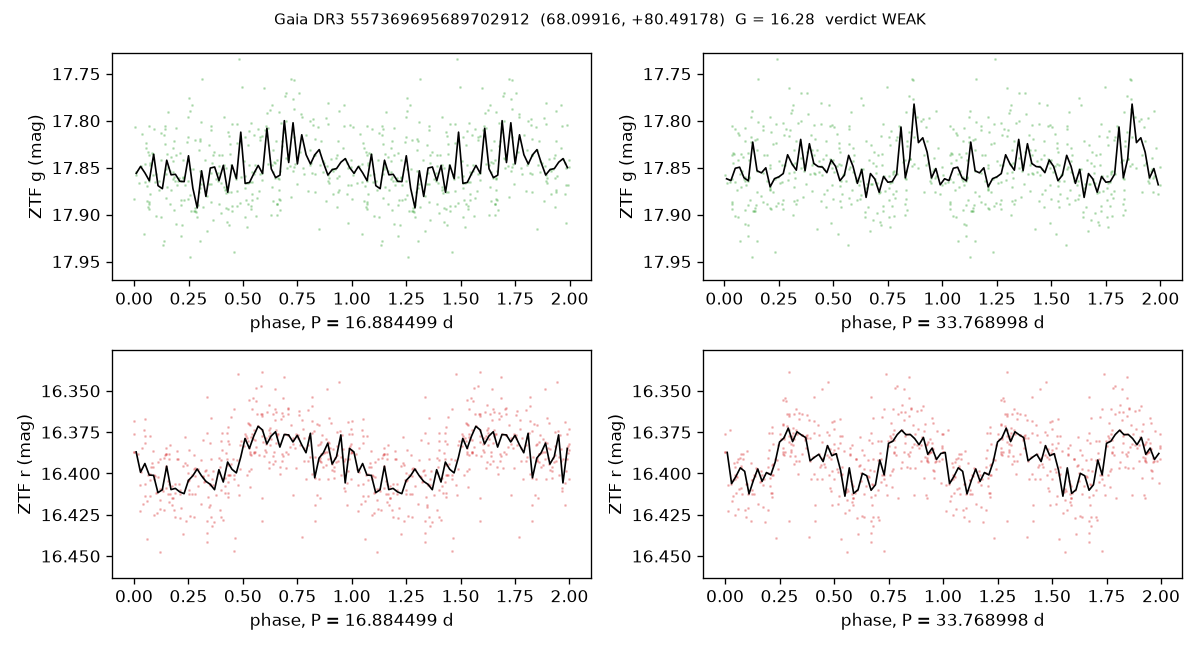 Gaia DR3 557369695689702912 (68.09916, +80.49178) G = 16.28 verdict WEAK
17.75
17.80
17.85
17.90
17.95
ZTF g (mag)
0.00 0.25 0.50 0.75 1.00 1.25 1.50 1.75 2.00
phase, P = 16.884499 d
17.75
17.80
17.85
17.90
17.95
ZTF g (mag)
0.00 0.25 0.50 0.75 1.00 1.25 1.50 1.75 2.00
phase, P = 33.768998 d
16.350
16.375
16.400
16.425
16.450
ZTF r (mag)
0.00 0.25 0.50 0.75 1.00 1.25 1.50 1.75 2.00
phase, P = 16.884499 d
16.350
16.375
16.400
16.425
16.450
ZTF r (mag)
0.00 0.25 0.50 0.75 1.00 1.25 1.50 1.75 2.00
phase, P = 33.768998 d